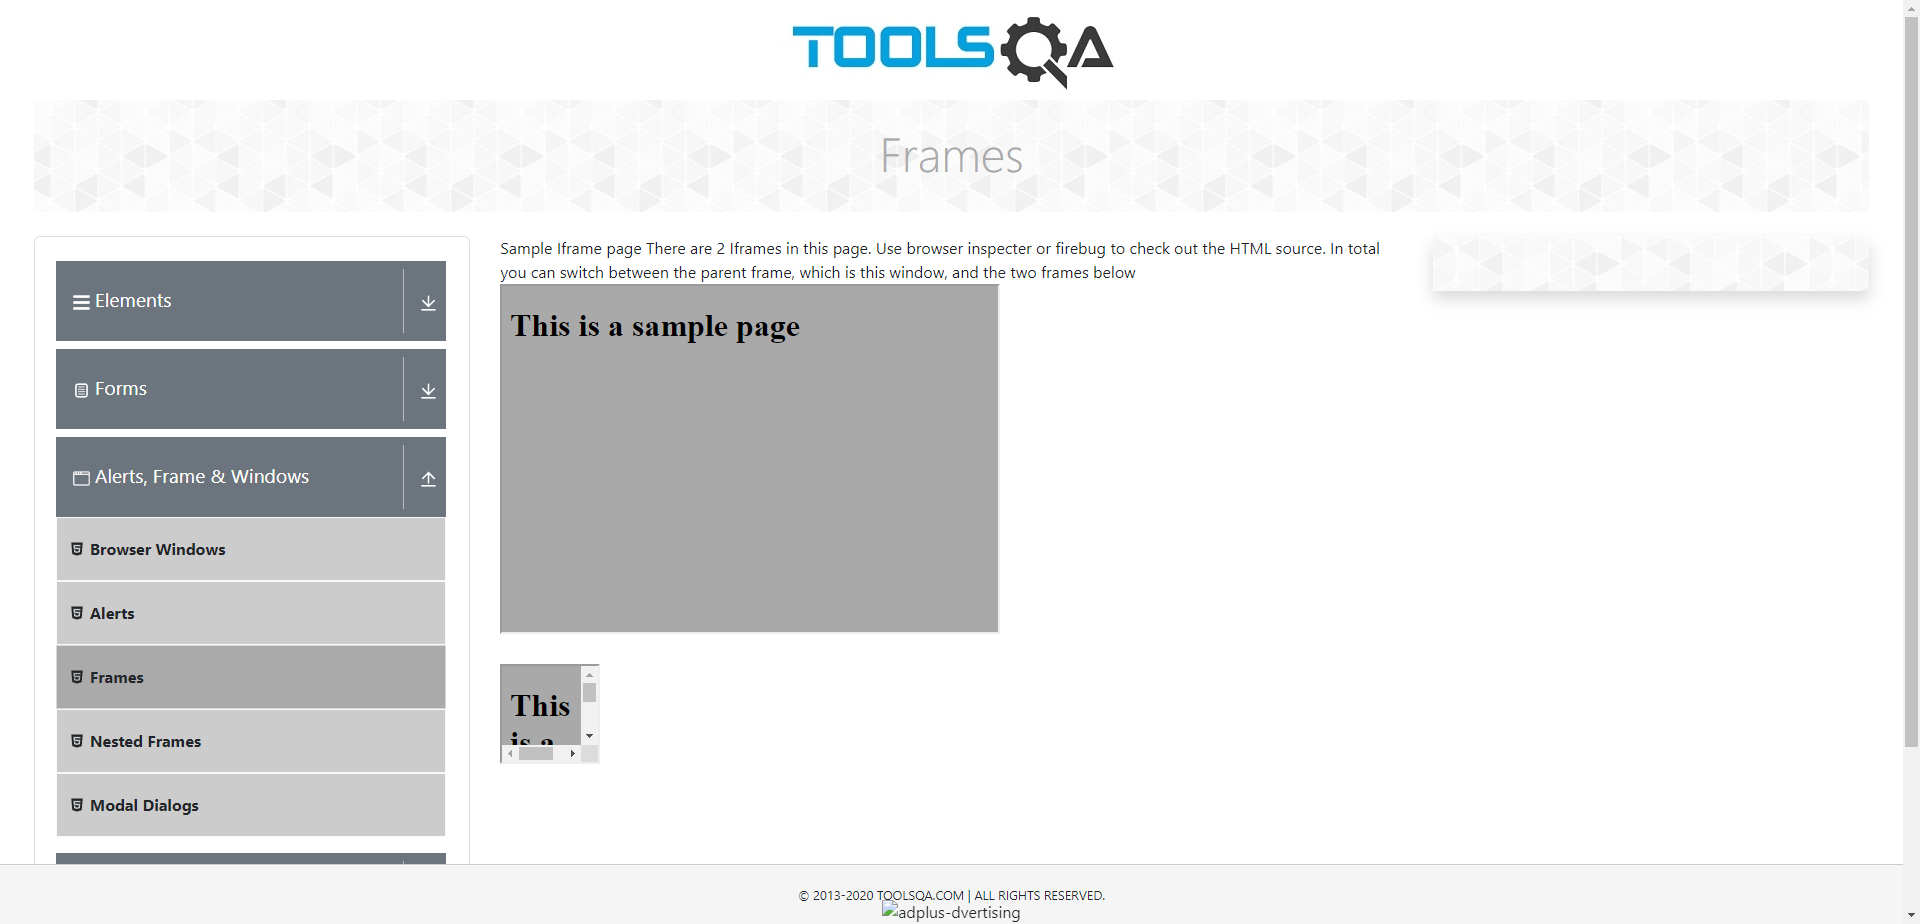 TOOLSQA
Frames
Elements
Forms
Alerts, Frame & Windows
Browser Windows
Alerts
Frames
Nested Frames
Modal Dialogs
Sample Iframe page There are 2 Iframes in this page. Use browser inspecter or firebug to check out the HTML source. In total
you can switch between the parent frame, which is this window, and the two frames below
This is a sample page
This
is a
© 2013-2020 TOOLSQA.COM | ALL RIGHTS RESERVED.
adplus-dvertising